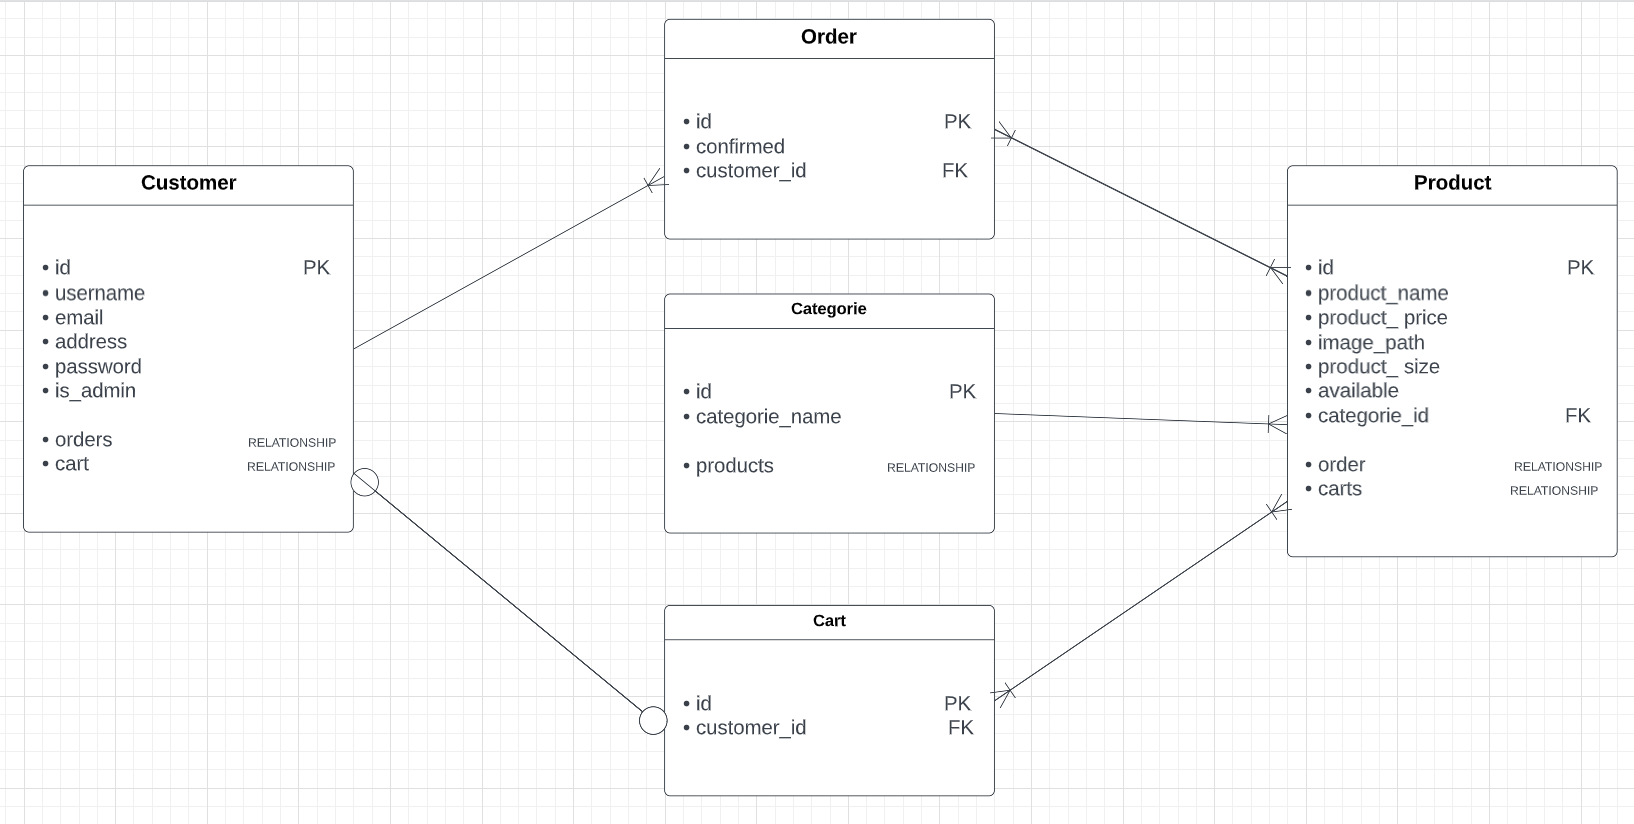 Order
• id PK
• confirmed
• customer_id FK
Customer
• id PK
• username
• email
• address
• password
• is_admin
• orders RELATIONSHIP
• cart RELATIONSHIP
Categorie
• id PK
• categorie_name
• products RELATIONSHIP
Product
• id PK
• product_name
• product_ price
• image_path
• product_ size
• available
• categorie_id FK
• order RELATIONSHIP
• carts RELATIONSHIP
Cart
• id PK
• customer_id FK